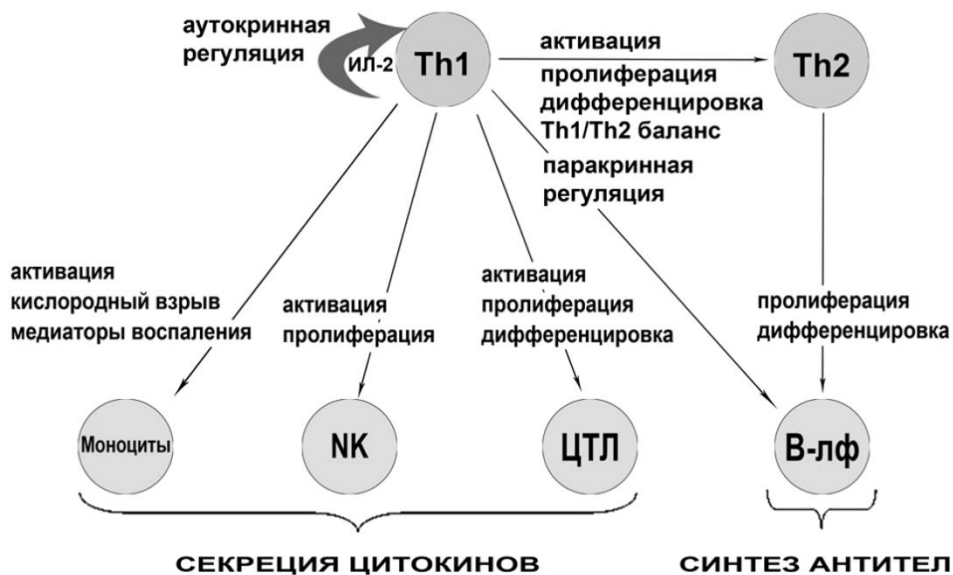 аутокринная
регуляция
ИЛ-2
Th1
активация
пролиферация
дифференцировка
Th1/Th2 баланс
Th2
паракринная
регуляция
активация
кислородный взрыв
медиаторы воспаления
активация
пролиферация
активация
пролиферация
дифференцировка
пролиферация
дифференцировка
Моноциты
NK
ЦТЛ
В-лф
СЕКРЕЦИЯ ЦИТОКИНОВ
СИНТЕЗ АНТИТЕЛ